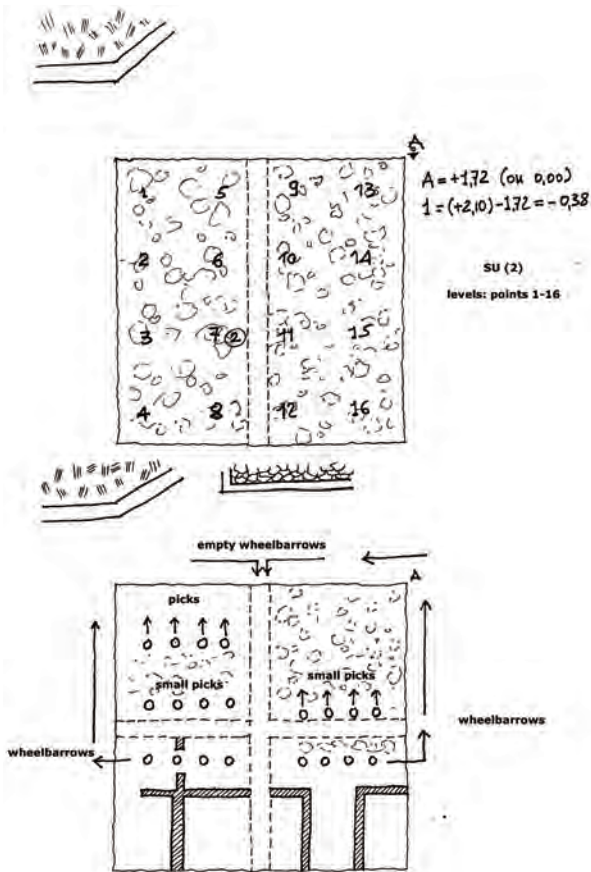 A
1 5 9 13
2 6 10 14
3 7 2 11 15
4 8 12 16
A = +1,72 (ou 0,00)
1 = (+2,10) - 1,72 = - 0,38
SU (2)
levels: points 1-16
empty wheelbarrows
A
picks
small picks
small picks
wheelbarrows
wheelbarrows